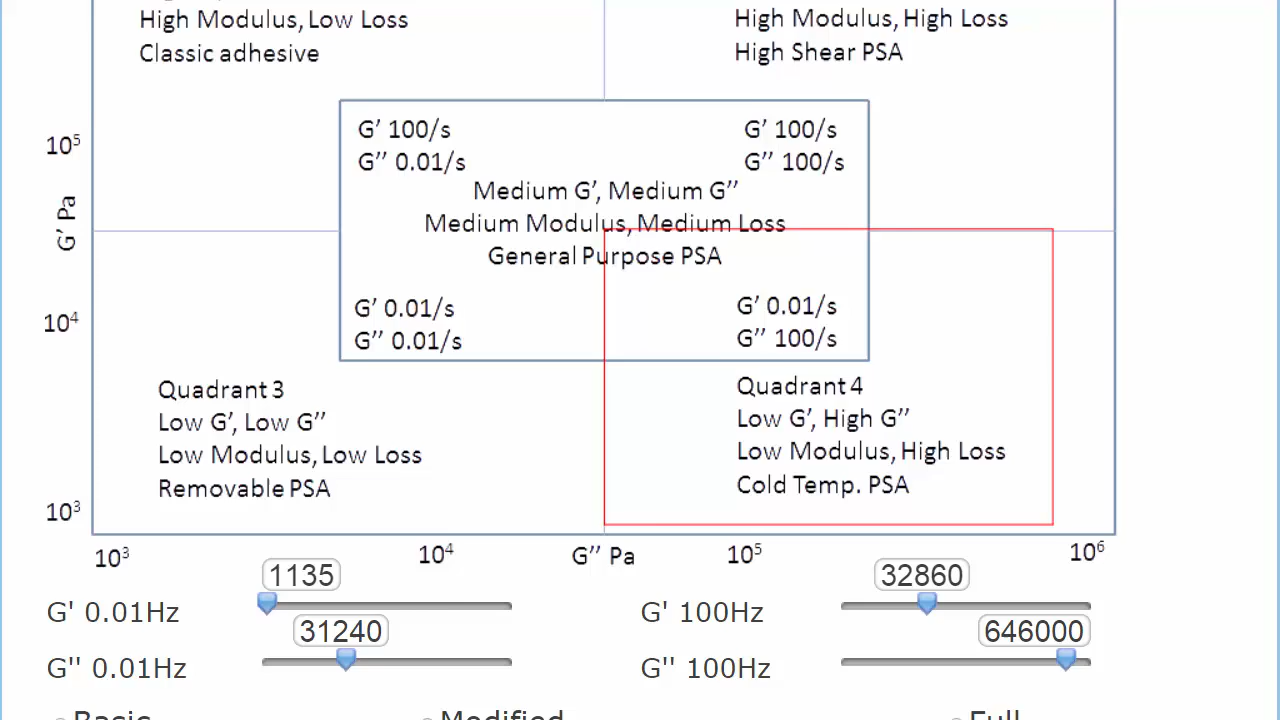 High Modulus, Low Loss
Classic adhesive
High Modulus, High Loss
High Shear PSA
G’ 100/s
G’’ 0.01/s
G’ 100/s
G’’ 100/s
Medium G’, Medium G’’
Medium Modulus, Medium Loss
General Purpose PSA
G’ 0.01/s
G’’ 0.01/s
G’ 0.01/s
G’’ 100/s
Quadrant 3
Low G’, Low G’’
Low Modulus, Low Loss
Removable PSA
Quadrant 4
Low G’, High G’’
Low Modulus, High Loss
Cold Temp. PSA
10⁵
G’ Pa
10⁴
10³
10³
10⁴
G’’ Pa
10⁵
10⁶
1135
G' 0.01Hz
32860
G' 100Hz
31240
G'' 0.01Hz
646000
G'' 100Hz
Basic
Modified
Full